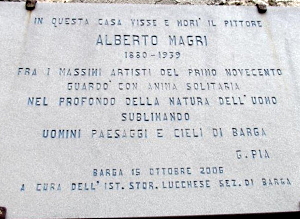 IN QUESTA CASA VISSE E MORI' IL PITTORE
ALBERTO MAGRI
1880-1939
FRA I MASSIMI ARTISTI DEL PRIMO NOVECENTO
GUARDO' CON ANIMA SOLITARIA
NEL PROFONDO DELLA NATURA DELL'UOMO
SUBLIMANDO
UOMINI PAESAGGI E CIELI DI BARGA
G. PIA
BARGA 15 OTTOBRE 2006
A CURA DELL'IST. STOR. LUCCHESE SEZ. DI BARGA